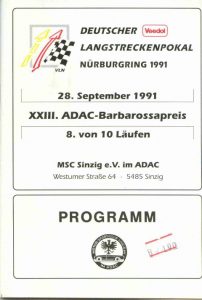 DEUTSCHER Veedol
LANGSTRECKENPOKAL
VLN
NÜRBURGRING 1991
28. September 1991
XXIII. ADAC-Barbarossapreis
8. von 10 Läufen
MSC Sinzig e.V. im ADAC
Westumer Straße 64 · 5485 Sinzig
PROGRAMM